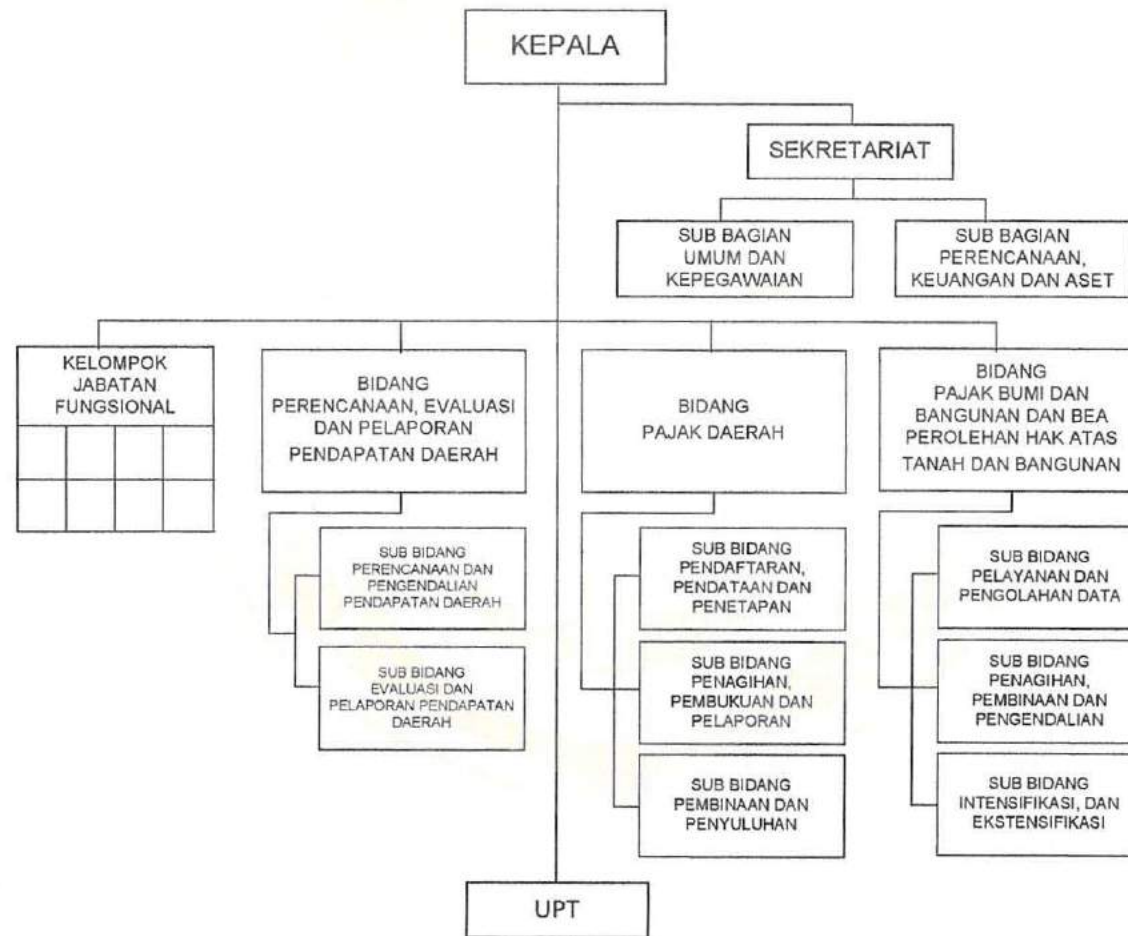 KEPALA
SEKRETARIAT
SUB BAGIAN
UMUM DAN
KEPEGAWAIAN
SUB BAGIAN
PERENCANAAN,
KEUANGAN DAN ASET
KELOMPOK
JABATAN
FUNGSIONAL
BIDANG
PERENCANAAN, EVALUASI
DAN PELAPORAN
PENDAPATAN DAERAH
BIDANG
PAJAK DAERAH
BIDANG
PAJAK BUMI DAN
BANGUNAN DAN BEA
PEROLEHAN HAK ATAS
TANAH DAN BANGUNAN
SUB BIDANG
PERENCANAAN DAN
PENGENDALIAN
PENDAPATAN DAERAH
SUB BIDANG
EVALUASI DAN
PELAPORAN PENDAPATAN
DAERAH
SUB BIDANG
PENDAFTARAN,
PENDATAAN DAN
PENETAPAN
SUB BIDANG
PENAGIHAN,
PEMBUKUAN DAN
PELAPORAN
SUB BIDANG
PEMBINAAN DAN
PENYULUHAN
SUB BIDANG
PELAYANAN DAN
PENGOLAHAN DATA
SUB BIDANG
PENAGIHAN,
PEMBINAAN DAN
PENGENDALIAN
SUB BIDANG
INTENSIFIKASI, DAN
EKSTENSIFIKASI
UPT